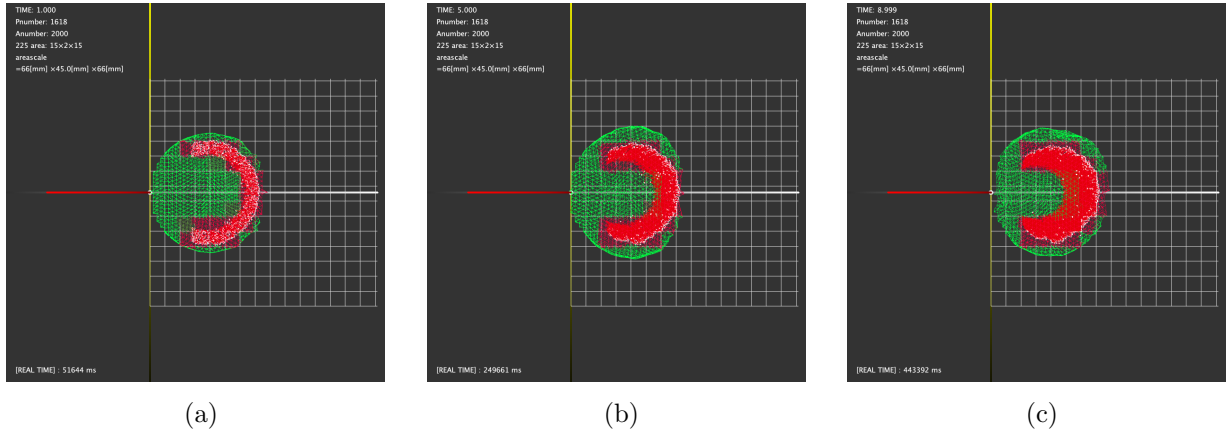 TIME: 1.000
Pnumber: 1618
Anumber: 2000
225 area: 15×2×15
areascale
=66[mm] ×45.0[mm] ×66[mm]
[REAL TIME] : 51644 ms
(a)
TIME: 5.000
Pnumber: 1618
Anumber: 2000
225 area: 15×2×15
areascale
=66[mm] ×45.0[mm] ×66[mm]
[REAL TIME] : 249661 ms
(b)
TIME: 8.999
Pnumber: 1618
Anumber: 2000
225 area: 15×2×15
areascale
=66[mm] ×45.0[mm] ×66[mm]
[REAL TIME] : 443392 ms
(c)